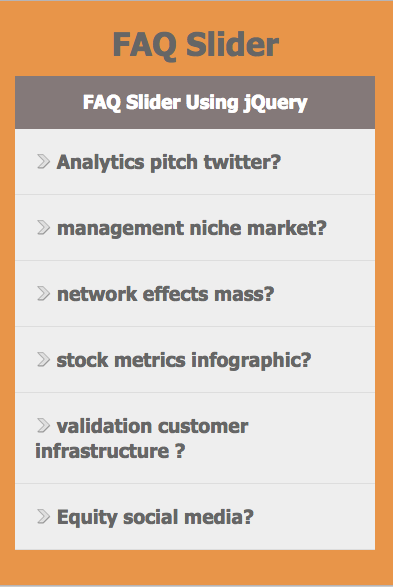 FAQ Slider
FAQ Slider Using jQuery
Analytics pitch twitter?
management niche market?
network effects mass?
stock metrics infographic?
validation customer
infrastructure ?
Equity social media?